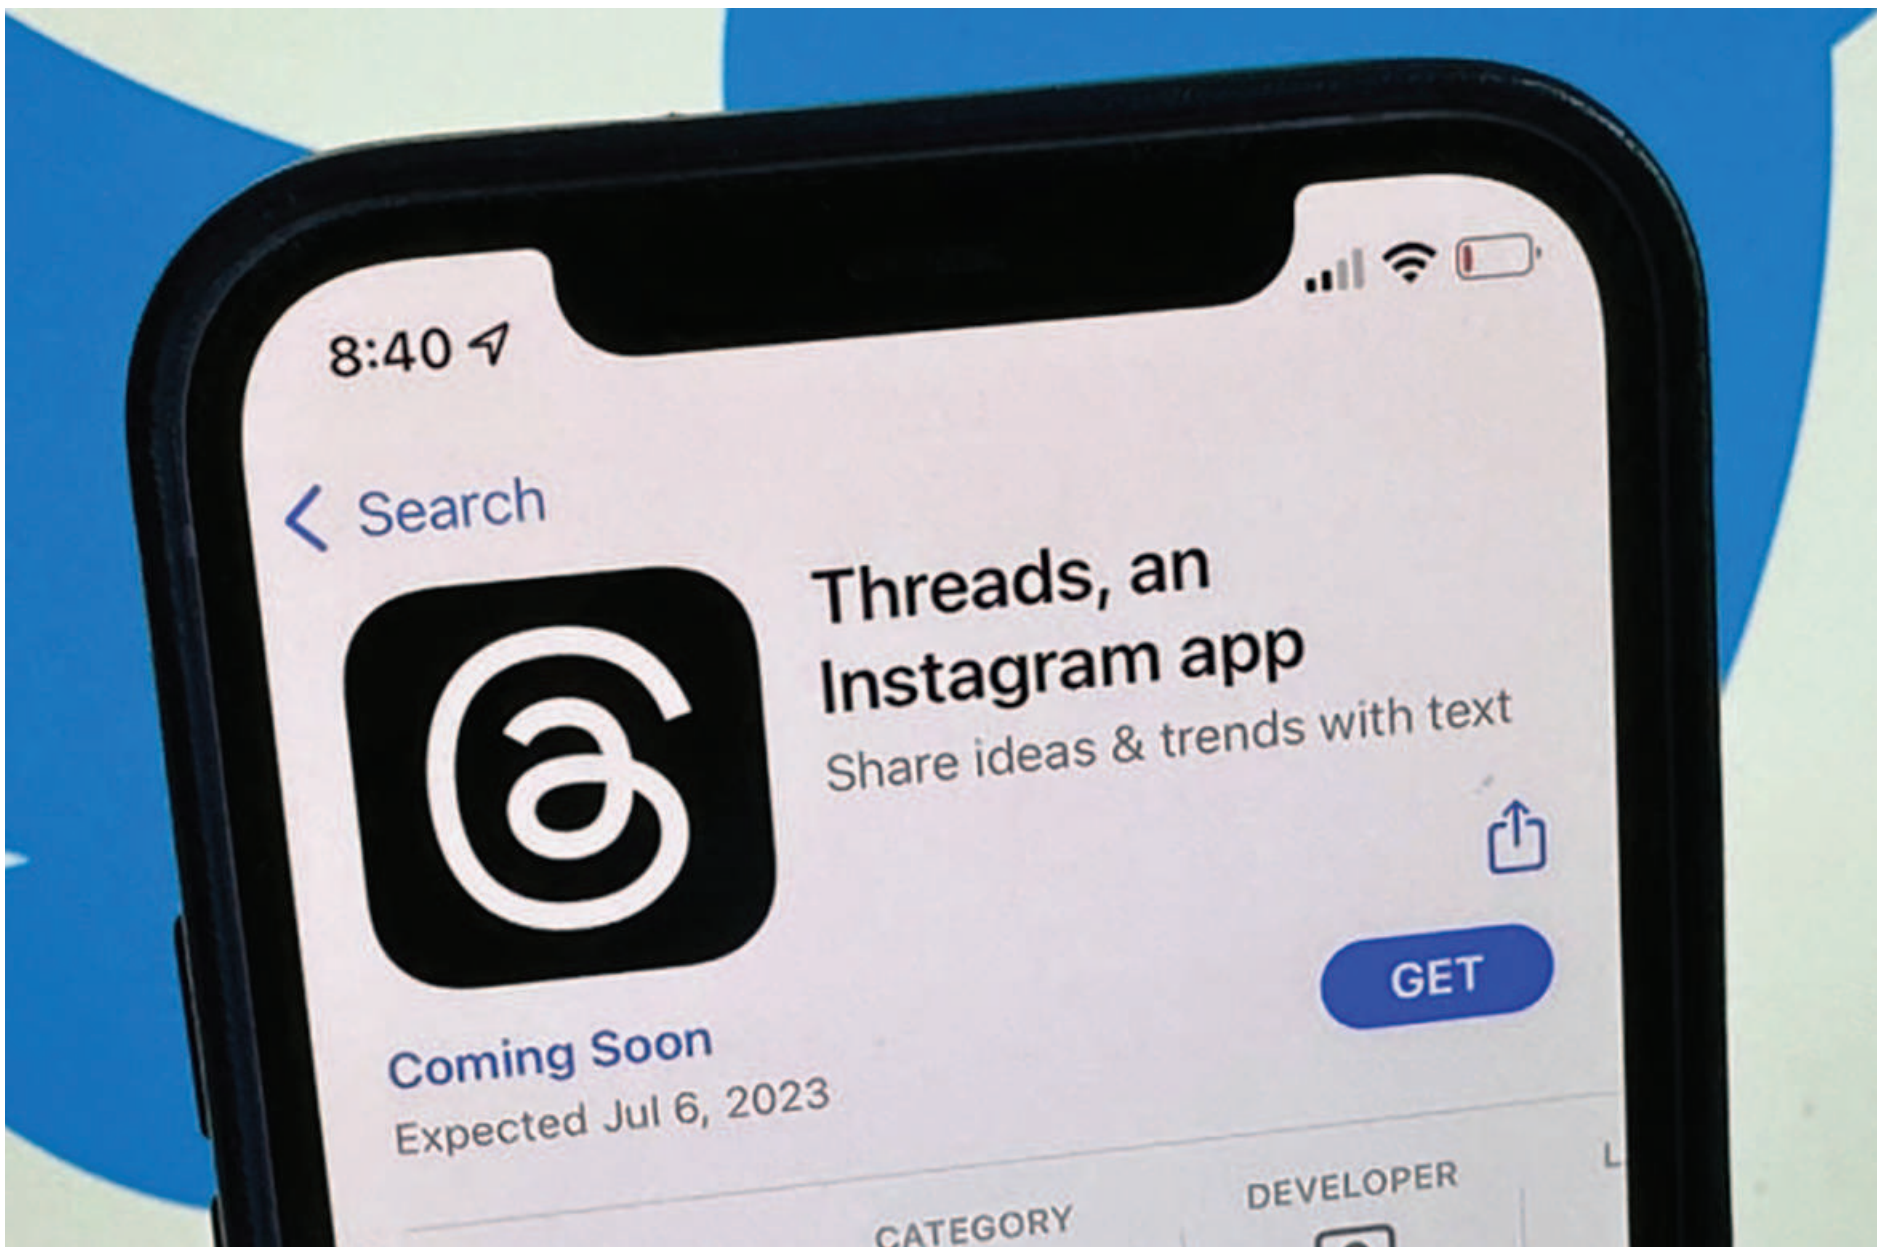 8:40
Search
Threads, an
Instagram app
Share ideas & trends with text
GET
Coming Soon
Expected Jul 6, 2023
CATEGORY
DEVELOPER